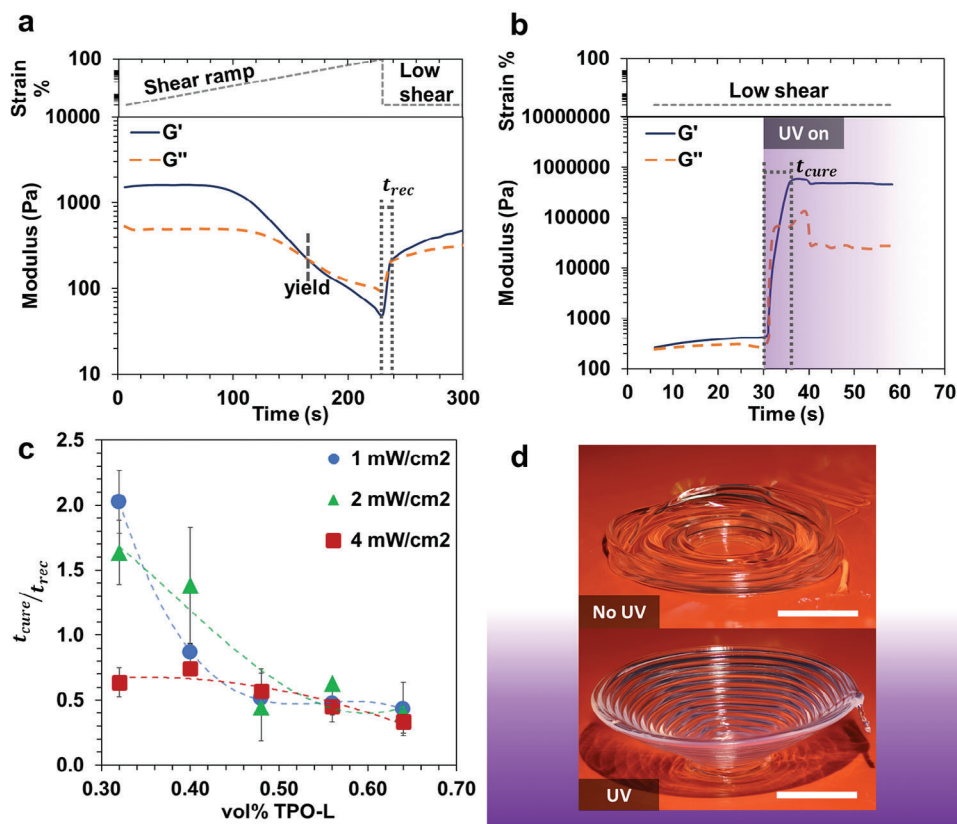 a
Strain %
100
Shear ramp
Low shear
10000
G'
G"
1000
100
10
Modulus (Pa)
t_rec
yield
0
100
200
300
Time (s)
b
Strain %
100
Low shear
10000000
G'
G"
UV on
t_cure
1000000
100000
10000
1000
100
Modulus (Pa)
0
10
20
30
40
50
60
70
Time (s)
c
2.5
2.0
1.5
1.0
0.5
0.0
t_cure/t_rec
1 mW/cm2
2 mW/cm2
4 mW/cm2
0.30
0.40
0.50
0.60
0.70
vol% TPO-L
d
No UV
UV